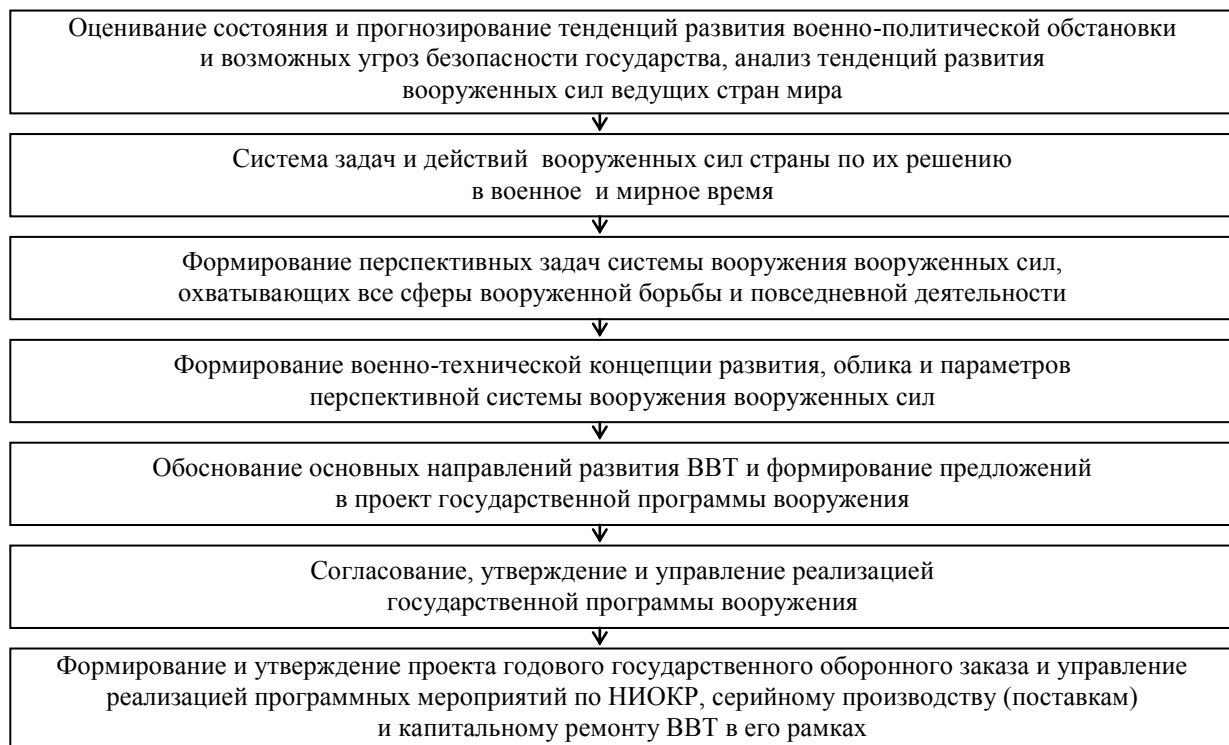 Оценивание состояния и прогнозирование тенденций развития военно-политической обстановки
и возможных угроз безопасности государства, анализ тенденций развития
вооруженных сил ведущих стран мира
Система задач и действий вооруженных сил страны по их решению
в военное и мирное время
Формирование перспективных задач системы вооружения вооруженных сил,
охватывающих все сферы вооруженной борьбы и повседневной деятельности
Формирование военно-технической концепции развития, облика и параметров
перспективной системы вооружения вооруженных сил
Обоснование основных направлений развития ВВТ и формирование предложений
в проект государственной программы вооружения
Согласование, утверждение и управление реализацией
государственной программы вооружения
Формирование и утверждение проекта годового государственного оборонного заказа и управление
реализацией программных мероприятий по НИОКР, серийному производству (поставкам)
и капитальному ремонту ВВТ в его рамках